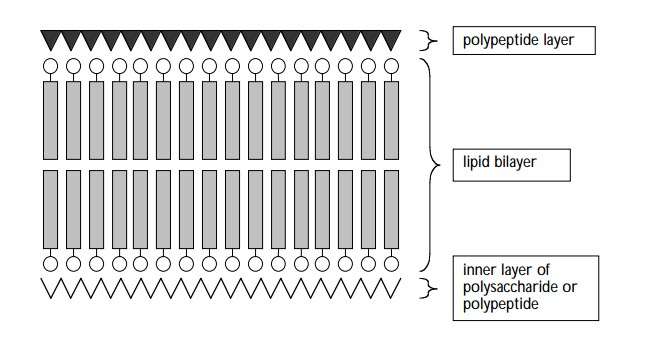 polypeptide layer
lipid bilayer
inner layer of
polysaccharide or
polypeptide